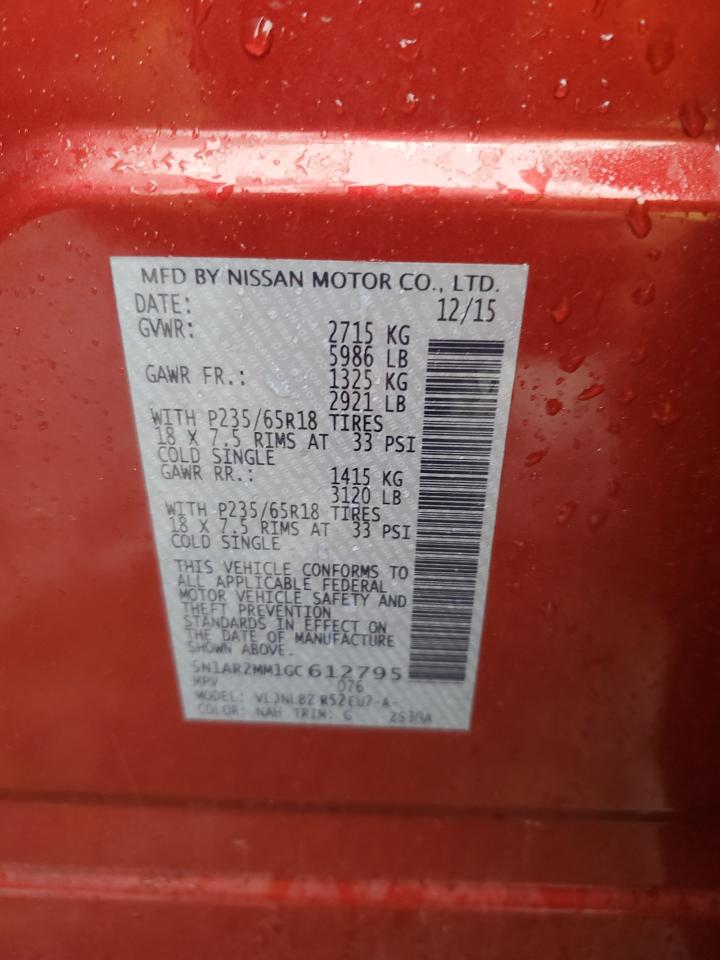 MFD BY NISSAN MOTOR CO., LTD.
DATE: 12/15
GVWR: 2715 KG
5986 LB
GAWR FR.: 1325 KG
2921 LB
WITH P235/65R18 TIRES
18 X 7.5 RIMS AT 33 PSI
COLD SINGLE
GAWR RR.: 1415 KG
3120 LB
WITH P235/65R18 TIRES
18 X 7.5 RIMS AT 33 PSI
COLD SINGLE
THIS VEHICLE CONFORMS TO
ALL APPLICABLE FEDERAL
MOTOR VEHICLE SAFETY AND
THEFT PREVENTION
STANDARDS IN EFFECT ON
THE DATE OF MANUFACTURE
SHOWN ABOVE.
5N1AR2MM1GC612795
MPV 076
MODEL:
COLOR: NAH TRIM: G